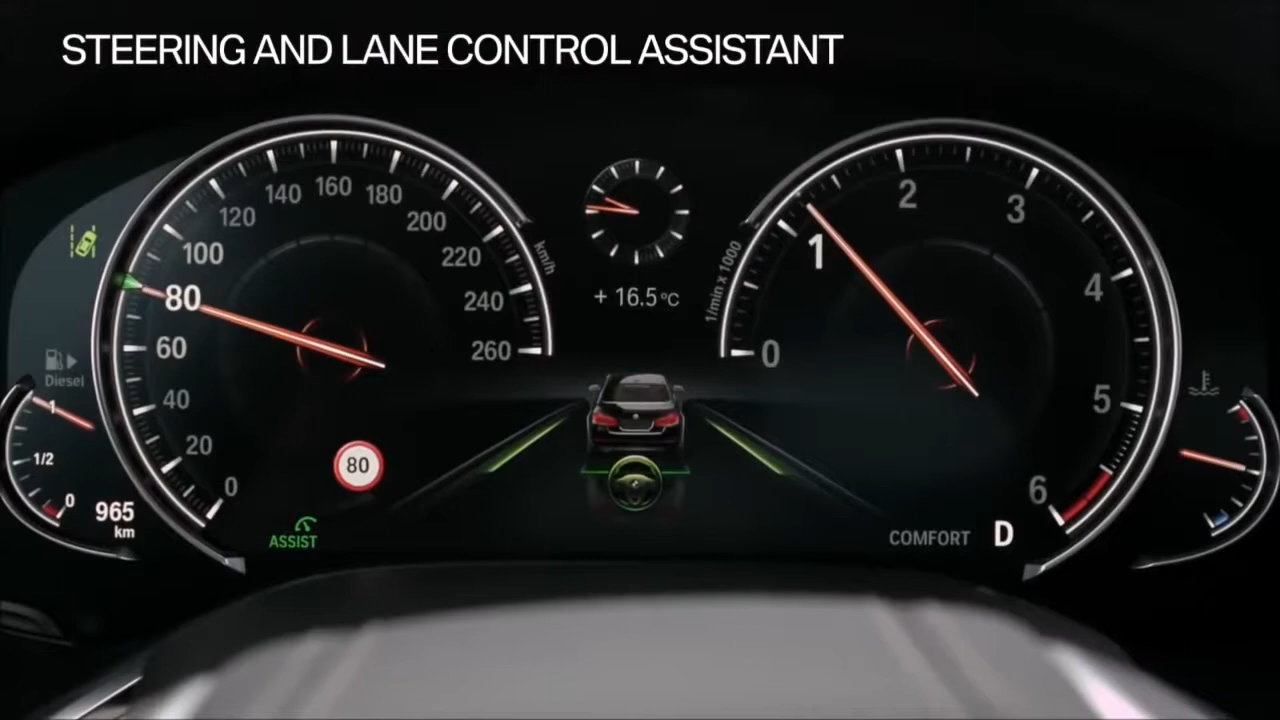 STEERING AND LANE CONTROL ASSISTANT
140 160 180
120 200
100 220
80 240
60 260
40
20
0
km/h
+ 16.5 °C
1/min x 1000
0
1
2
3
4
5
6
Diesel
1
1/2
0
965
km
80
ASSIST
COMFORT D